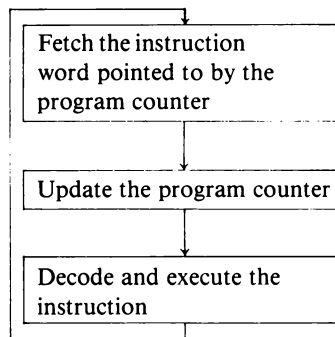 Fetch the instruction
word pointed to by the
program counter
Update the program counter
Decode and execute the
instruction